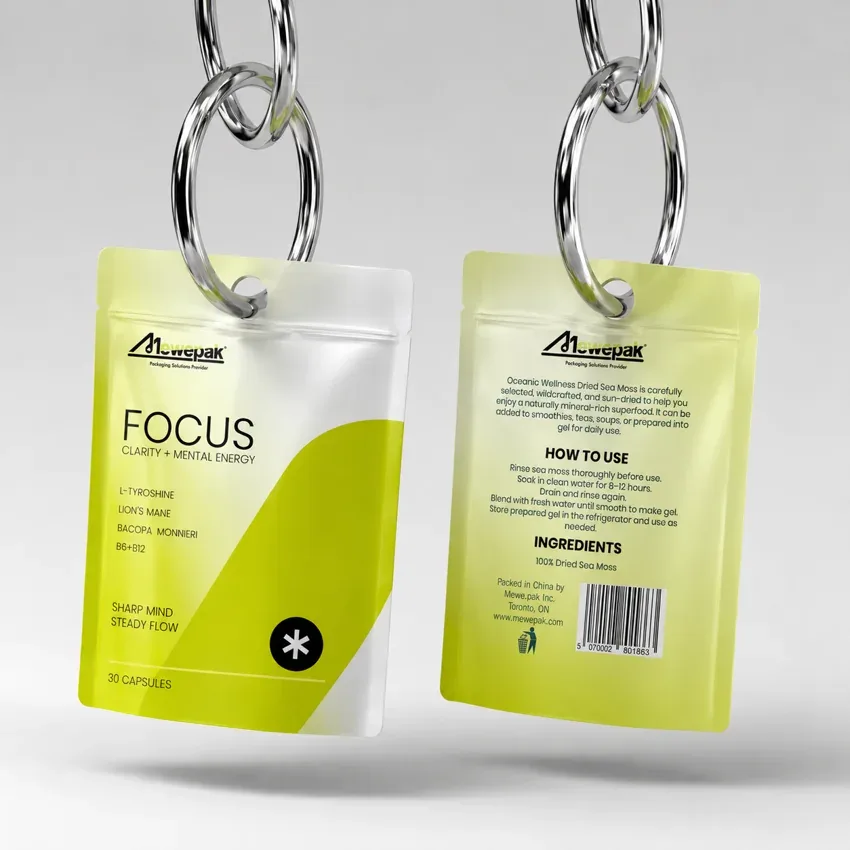 Mewepak®
Packaging Solutions Provider
FOCUS
CLARITY + MENTAL ENERGY
L-TYROSHINE
LION'S MANE
BACOPA MONNIERI
B6+B12
SHARP MIND
STEADY FLOW
30 CAPSULES
Mewepak®
Packaging Solutions Provider
Oceanic Wellness Dried Sea Moss is carefully
selected, wildcrafted, and sun-dried to help you
enjoy a naturally mineral-rich superfood. It can be
added to smoothies, teas, soups, or prepared into
gel for daily use.
HOW TO USE
Rinse sea moss thoroughly before use.
Soak in clean water for 8-12 hours.
Drain and rinse again.
Blend with fresh water until smooth to make gel.
Store prepared gel in the refrigerator and use as
needed.
INGREDIENTS
100% Dried Sea Moss
Packed in China by
Mewe.pak Inc.
Toronto, ON
www.mewepak.com
5 070002 801863